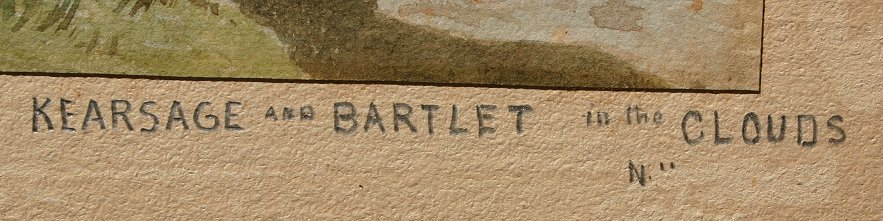 KEARSAGE AND BARTLET in the CLOUDS
N."